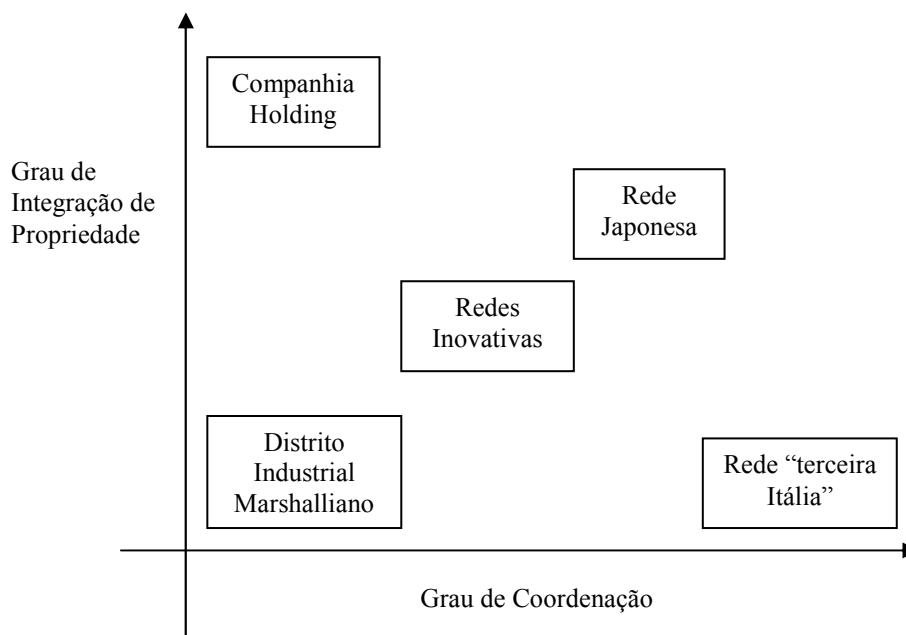 Companhia
Holding
Grau de
Integração de
Propriedade
Rede
Japonesa
Redes
Inovativas
Distrito
Industrial
Marshalliano
Rede “terceira
Itália”
Grau de Coordenação